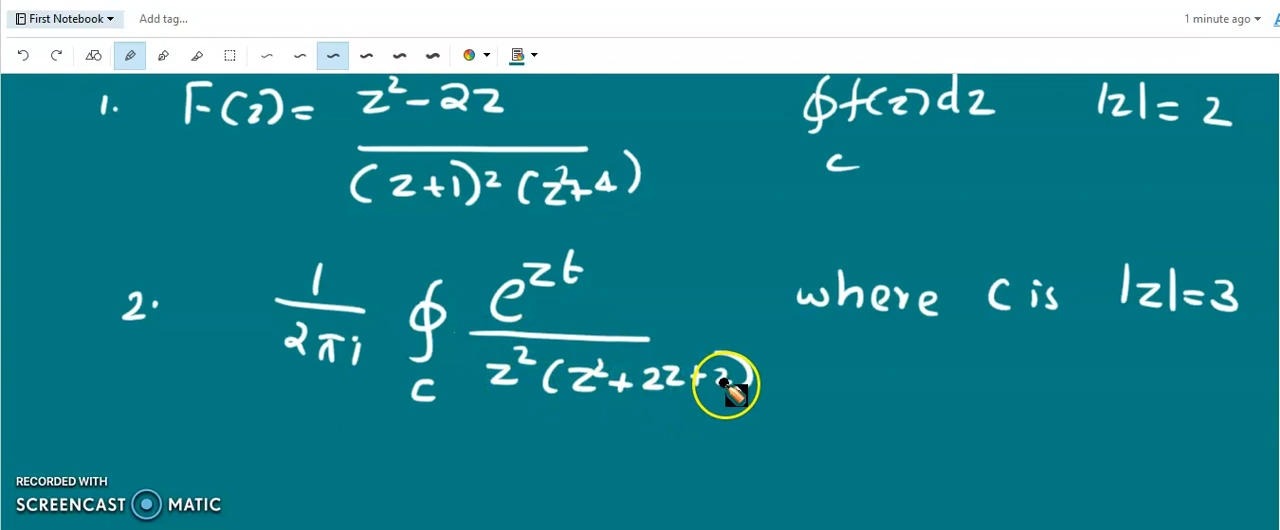 First Notebook Add tag... 1 minute ago
1. F(z) = z² - 2z / (z+1)² (z²+4) ∮c f(z) dz |z| = 2
2. 1 / 2πi ∮c e^zt / z² (z² + 2z + 2) where c is |z| = 3
RECORDED WITH
SCREENCAST MATIC